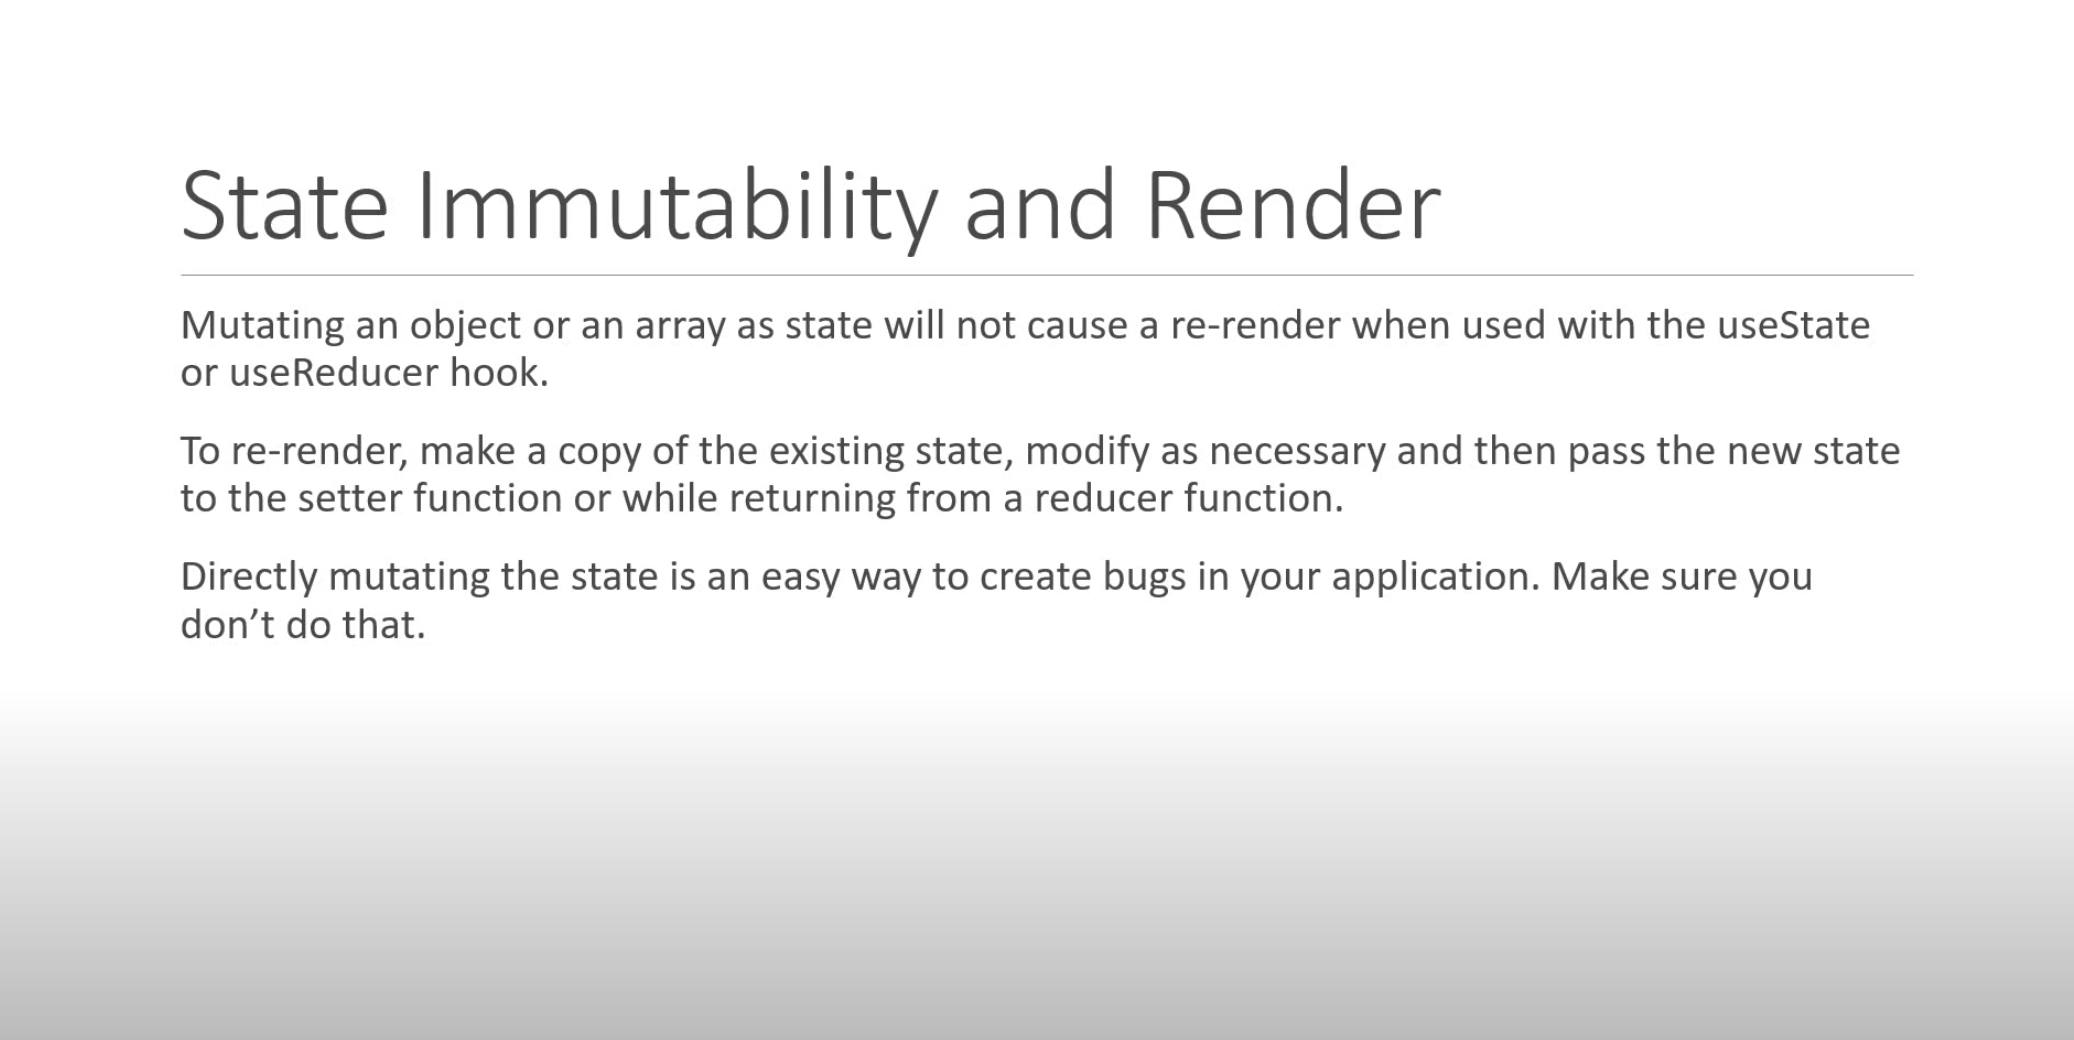 State Immutability and Render
Mutating an object or an array as state will not cause a re-render when used with the useState
or useReducer hook.
To re-render, make a copy of the existing state, modify as necessary and then pass the new state
to the setter function or while returning from a reducer function.
Directly mutating the state is an easy way to create bugs in your application. Make sure you
don’t do that.